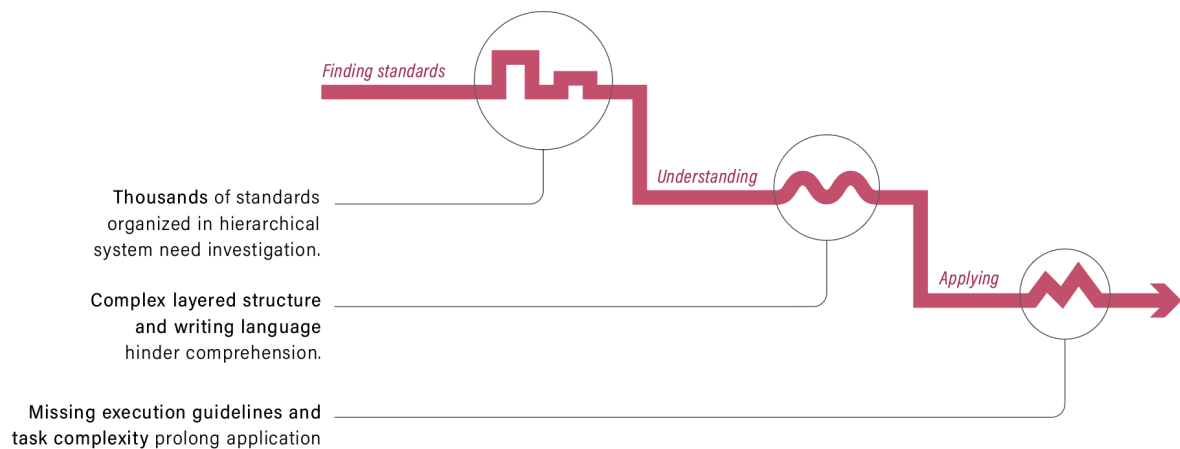 Finding standards
Thousands of standards
organized in hierarchical
system need investigation.
Understanding
Complex layered structure
and writing language
hinder comprehension.
Applying
Missing execution guidelines and
task complexity prolong application